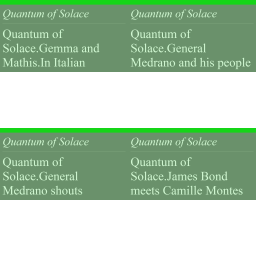 Quantum of Solace
Quantum of
Solace.Gemma and
Mathis.In Italian
Quantum of Solace
Quantum of
Solace.General
Medrano and his people
Quantum of Solace
Quantum of
Solace.General
Medrano shouts
Quantum of Solace
Quantum of
Solace.James Bond
meets Camille Montes